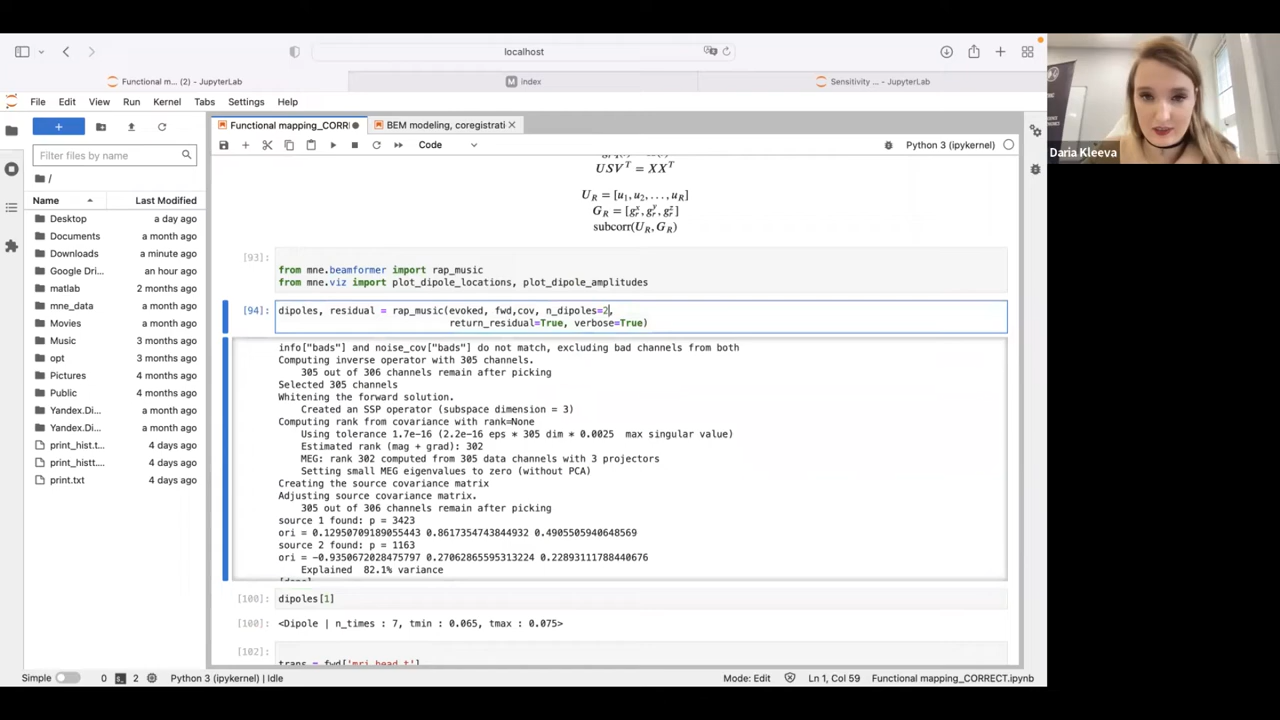 localhost
Functional m... (2) - JupyterLab
index
Sensitivity ... - JupyterLab
Daria Kleeva
File Edit View Run Kernel Tabs Settings Help
Functional mapping_CORR
BEM modeling, coregistrati
Code
Python 3 (ipykernel)
Filter files by name
/
Name
Last Modified
Desktop a day ago
Documents a month ago
Downloads a minute ago
Google Dri... an hour ago
matlab 2 months ago
mne_data a month ago
Movies a month ago
Music 3 months ago
opt a month ago
Pictures 4 months ago
Public 4 months ago
Yandex.Di... a month ago
Yandex.Di... a month ago
Yandex.Di... a month ago
print_hist.t... 4 days ago
print_histt.... 4 days ago
print.txt 4 days ago
USV^T = XX^T
U_R = [u_1, u_2, . . . , u_R]
G_R = [g_r^x, g_r^y, g_r^z]
subcorr(U_R, G_R)
[93]:
from mne.beamformer import rap_music
from mne.viz import plot_dipole_locations, plot_dipole_amplitudes
[94]: dipoles, residual = rap_music(evoked, fwd,cov, n_dipoles=2,
return_residual=True, verbose=True)
info["bads"] and noise_cov["bads"] do not match, excluding bad channels from both
Computing inverse operator with 305 channels.
305 out of 306 channels remain after picking
Selected 305 channels
Whitening the forward solution.
Created an SSP operator (subspace dimension = 3)
Computing rank from covariance with rank=None
Using tolerance 1.7e-16 (2.2e-16 eps * 305 dim * 0.0025 max singular value)
Estimated rank (mag + grad): 302
MEG: rank 302 computed from 305 data channels with 3 projectors
Setting small MEG eigenvalues to zero (without PCA)
Creating the source covariance matrix
Adjusting source covariance matrix.
305 out of 306 channels remain after picking
source 1 found: p = 3423
ori = 0.12950709189055443 0.8617354743844932 0.4905505940648569
source 2 found: p = 1163
ori = -0.9350672028475797 0.27062865595313224 0.22893111788440676
Explained 82.1% variance
[done]
[100]: dipoles[1]
[100]: <Dipole | n_times : 7, tmin : 0.065, tmax : 0.075>
[102]:
trans = fwd['mri_head_t']
Simple 0 2 Python 3 (ipykernel) | Idle
Mode: Edit Ln 1, Col 59 Functional mapping_CORRECT.ipynb